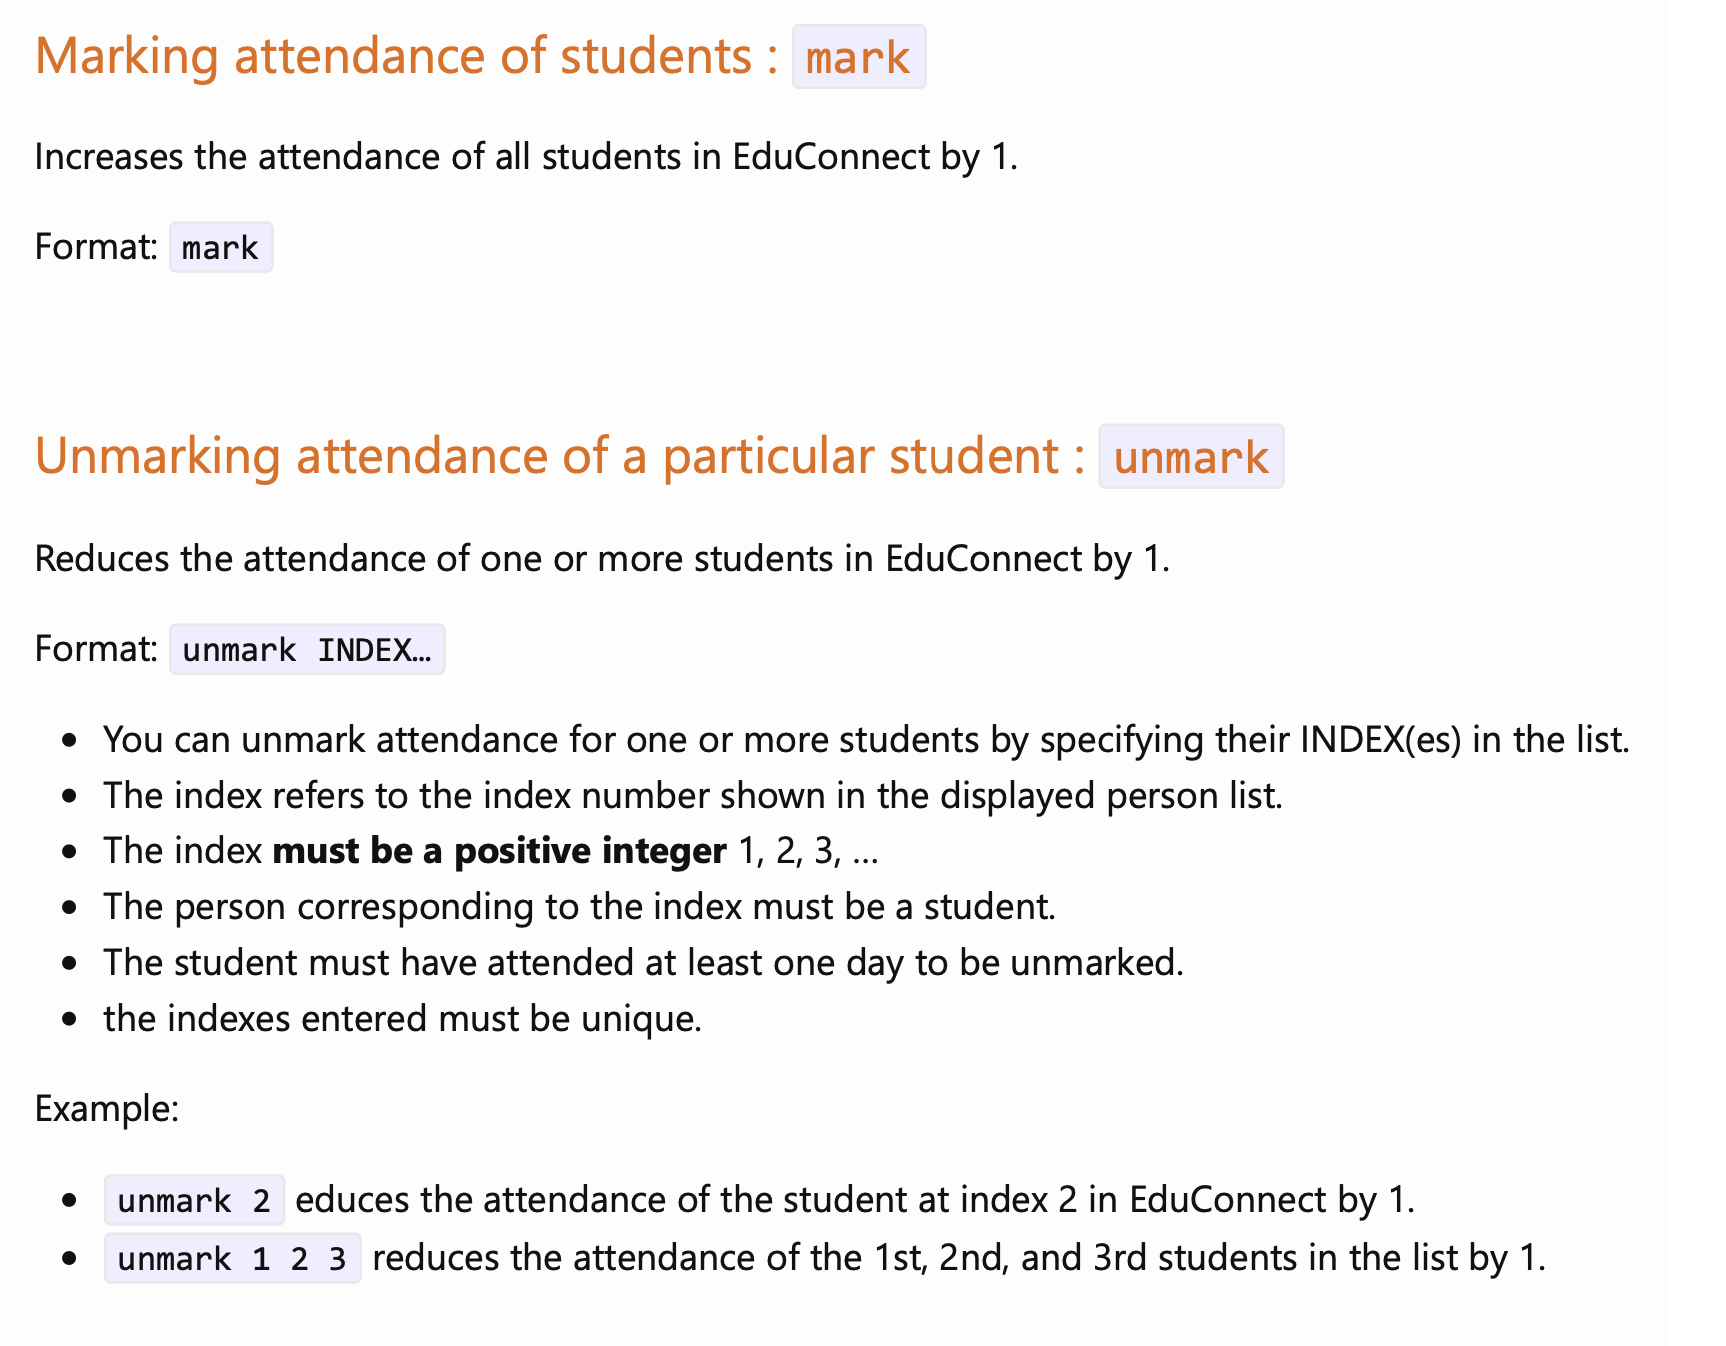 Marking attendance of students : mark
Increases the attendance of all students in EduConnect by 1.
Format: mark
Unmarking attendance of a particular student : unmark
Reduces the attendance of one or more students in EduConnect by 1.
Format: unmark INDEX…
• You can unmark attendance for one or more students by specifying their INDEX(es) in the list.
• The index refers to the index number shown in the displayed person list.
• The index must be a positive integer 1, 2, 3, …
• The person corresponding to the index must be a student.
• The student must have attended at least one day to be unmarked.
• the indexes entered must be unique.
Example:
• unmark 2 educes the attendance of the student at index 2 in EduConnect by 1.
• unmark 1 2 3 reduces the attendance of the 1st, 2nd, and 3rd students in the list by 1.